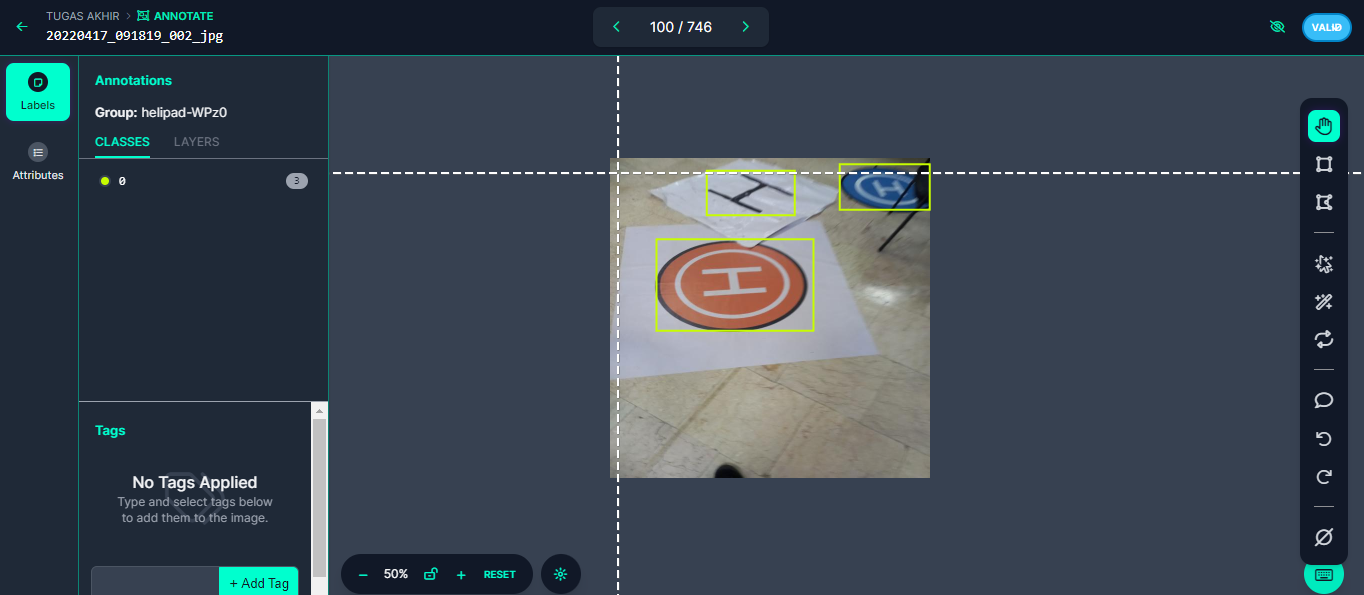 TUGAS AKHIR > ANNOTATE
20220417_091819_002_jpg
100 / 746
VALID
Labels
Attributes
Annotations
Group: helipad-WPz0
CLASSES LAYERS
0 3
H
H
H
Tags
No Tags Applied
Type and select tags below
to add them to the image.
+ Add Tag
− 50% + RESET